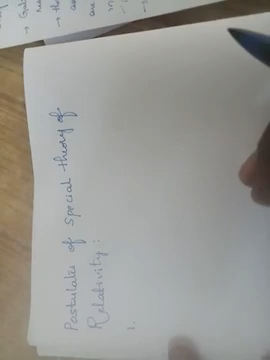 Postulates of special theory of
Relativity :
1.